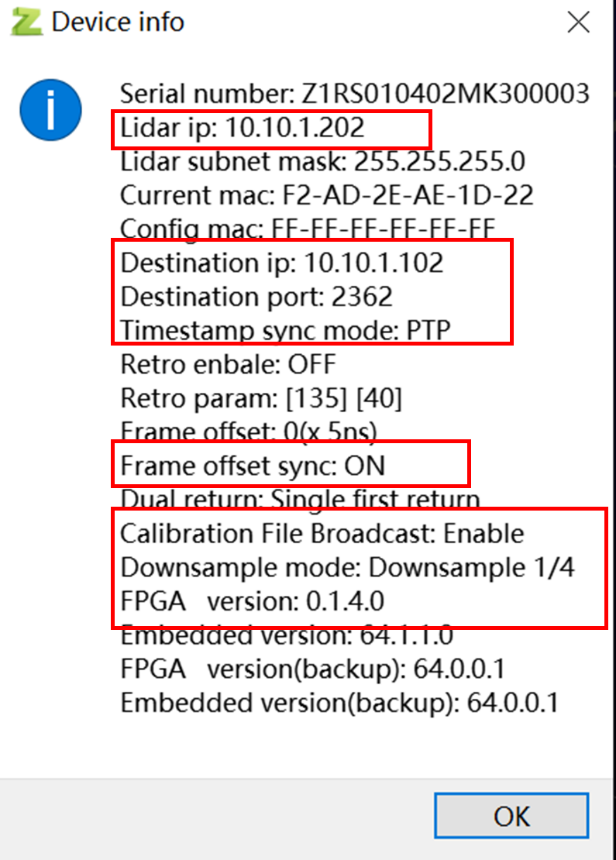 Device info
Serial number: Z1RS010402MK300003
Lidar ip: 10.10.1.202
Lidar subnet mask: 255.255.255.0
Current mac: F2-AD-2E-AE-1D-22
Config mac: FF-FF-FF-FF-FF-FF
Destination ip: 10.10.1.102
Destination port: 2362
Timestamp sync mode: PTP
Retro enbale: OFF
Retro param: [135] [40]
Frame offset: 0(x 5ns)
Frame offset sync: ON
Dual return: Single first return
Calibration File Broadcast: Enable
Downsample mode: Downsample 1/4
FPGA   version: 0.1.4.0
Embedded version: 64.1.1.0
FPGA   version(backup): 64.0.0.1
Embedded version(backup): 64.0.0.1
OK